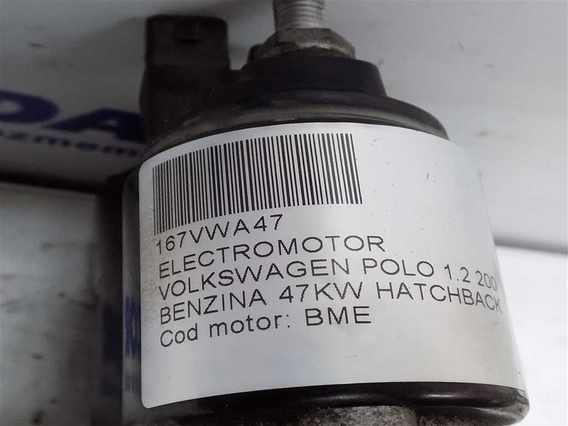 167VWA47
ELECTROMOTOR
VOLKSWAGEN POLO 1.2 200
BENZINA 47KW HATCHBACK
Cod motor: BME